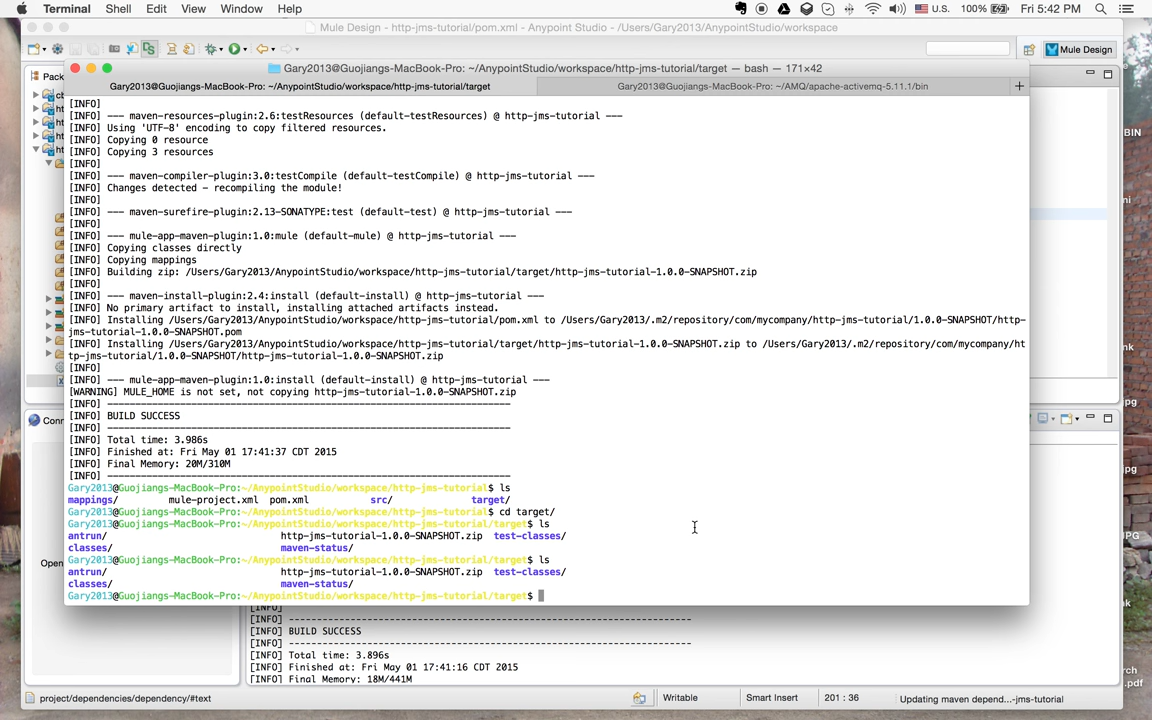 Terminal Shell Edit View Window Help U.S. 100% Fri 5:42 PM
Mule Design - http-jms-tutorial/pom.xml - Anypoint Studio - /Users/Gary2013/AnypointStudio/workspace
Mule Design
Pack
Gary2013@Guojiangs-MacBook-Pro: ~/AnypointStudio/workspace/http-jms-tutorial/target — bash — 171×42
Gary2013@Guojiangs-MacBook-Pro: ~/AnypointStudio/workspace/http-jms-tutorial/target Gary2013@Guojiangs-MacBook-Pro: ~/AMQ/apache-activemq-5.11.1/bin
[INFO]
[INFO] --- maven-resources-plugin:2.6:testResources (default-testResources) @ http-jms-tutorial ---
[INFO] Using 'UTF-8' encoding to copy filtered resources.
[INFO] Copying 0 resource
[INFO] Copying 3 resources
[INFO]
[INFO] --- maven-compiler-plugin:3.0:testCompile (default-testCompile) @ http-jms-tutorial ---
[INFO] Changes detected - recompiling the module!
[INFO]
[INFO] --- maven-surefire-plugin:2.13-SONATYPE:test (default-test) @ http-jms-tutorial ---
[INFO]
[INFO] --- mule-app-maven-plugin:1.0:mule (default-mule) @ http-jms-tutorial ---
[INFO] Copying classes directly
[INFO] Copying mappings
[INFO] Building zip: /Users/Gary2013/AnypointStudio/workspace/http-jms-tutorial/target/http-jms-tutorial-1.0.0-SNAPSHOT.zip
[INFO]
[INFO] --- maven-install-plugin:2.4:install (default-install) @ http-jms-tutorial ---
[INFO] No primary artifact to install, installing attached artifacts instead.
[INFO] Installing /Users/Gary2013/AnypointStudio/workspace/http-jms-tutorial/pom.xml to /Users/Gary2013/.m2/repository/com/mycompany/http-jms-tutorial/1.0.0-SNAPSHOT/http-
jms-tutorial-1.0.0-SNAPSHOT.pom
[INFO] Installing /Users/Gary2013/AnypointStudio/workspace/http-jms-tutorial/target/http-jms-tutorial-1.0.0-SNAPSHOT.zip to /Users/Gary2013/.m2/repository/com/mycompany/ht
tp-jms-tutorial/1.0.0-SNAPSHOT/http-jms-tutorial-1.0.0-SNAPSHOT.zip
[INFO]
[INFO] --- mule-app-maven-plugin:1.0:install (default-install) @ http-jms-tutorial ---
[WARNING] MULE_HOME is not set, not copying http-jms-tutorial-1.0.0-SNAPSHOT.zip
[INFO] ------------------------------------------------------------------------
[INFO] BUILD SUCCESS
[INFO] ------------------------------------------------------------------------
[INFO] Total time: 3.986s
[INFO] Finished at: Fri May 01 17:41:37 CDT 2015
[INFO] Final Memory: 20M/310M
[INFO] ------------------------------------------------------------------------
Gary2013@Guojiangs-MacBook-Pro:~/AnypointStudio/workspace/http-jms-tutorial$ ls
mappings/ mule-project.xml pom.xml src/ target/
Gary2013@Guojiangs-MacBook-Pro:~/AnypointStudio/workspace/http-jms-tutorial$ cd target/
Gary2013@Guojiangs-MacBook-Pro:~/AnypointStudio/workspace/http-jms-tutorial/target$ ls
antrun/ http-jms-tutorial-1.0.0-SNAPSHOT.zip test-classes/
classes/ maven-status/
Gary2013@Guojiangs-MacBook-Pro:~/AnypointStudio/workspace/http-jms-tutorial/target$ ls
antrun/ http-jms-tutorial-1.0.0-SNAPSHOT.zip test-classes/
classes/ maven-status/
Gary2013@Guojiangs-MacBook-Pro:~/AnypointStudio/workspace/http-jms-tutorial/target$
Conn
Open
[INFO]
[INFO] ------------------------------------------------------------------------
[INFO] BUILD SUCCESS
[INFO] ------------------------------------------------------------------------
[INFO] Total time: 3.896s
[INFO] Finished at: Fri May 01 17:41:16 CDT 2015
[INFO] Final Memory: 18M/441M
project/dependencies/dependency/#text Writable Smart Insert 201 : 36 Updating maven depend...-jms-tutorial
BIN
ni
nk
jpg
jpg
IPG
nk
rch
.pdf